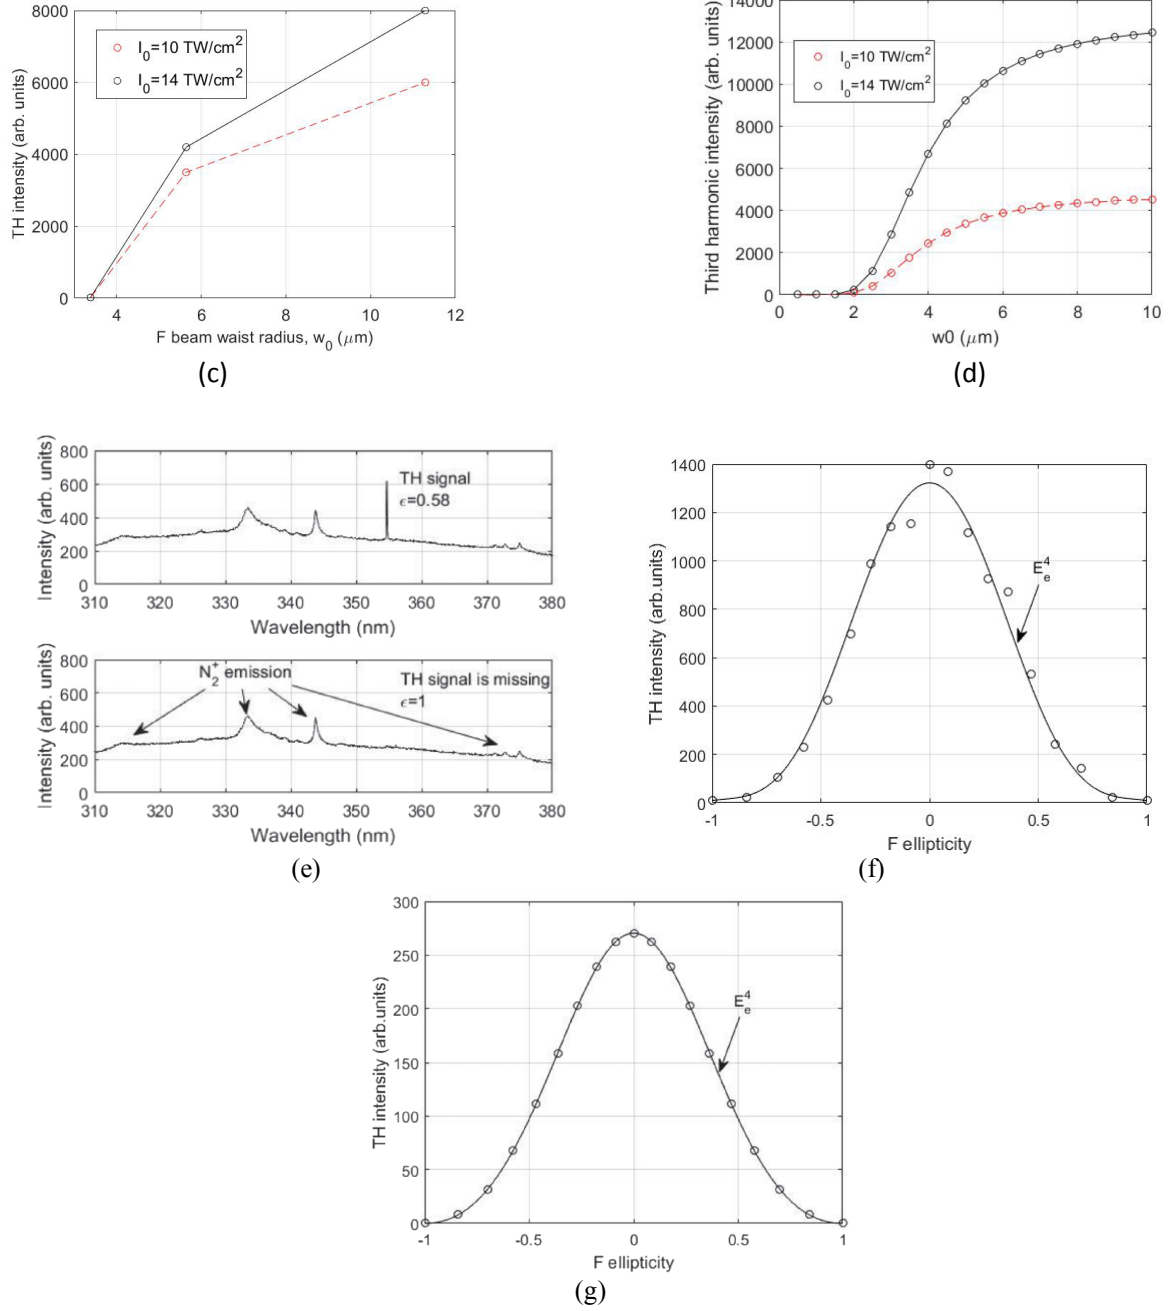 8000
6000
4000
2000
0
4
6
8
10
12
TH intensity (arb. units)
F beam waist radius, w₀ (μm)
I₀=10 TW/cm²
I₀=14 TW/cm²
(c)
14000
12000
10000
8000
6000
4000
2000
0
0
2
4
6
8
10
Third harmonic intensity (arb. units)
w0 (μm)
I₀=10 TW/cm²
I₀=14 TW/cm²
(d)
800
600
400
200
0
310
320
330
340
350
360
370
380
Intensity (arb. units)
Wavelength (nm)
TH signal
ϵ=0.58
800
600
400
200
0
310
320
330
340
350
360
370
380
Intensity (arb. units)
Wavelength (nm)
N₂⁺ emission
TH signal is missing
ϵ=1
(e)
1400
1200
1000
800
600
400
200
0
-1
-0.5
0
0.5
1
TH intensity (arb.units)
F ellipticity
Eₑ⁴
(f)
300
250
200
150
100
50
0
-1
-0.5
0
0.5
1
TH intensity (arb.units)
F ellipticity
Eₑ⁴
(g)